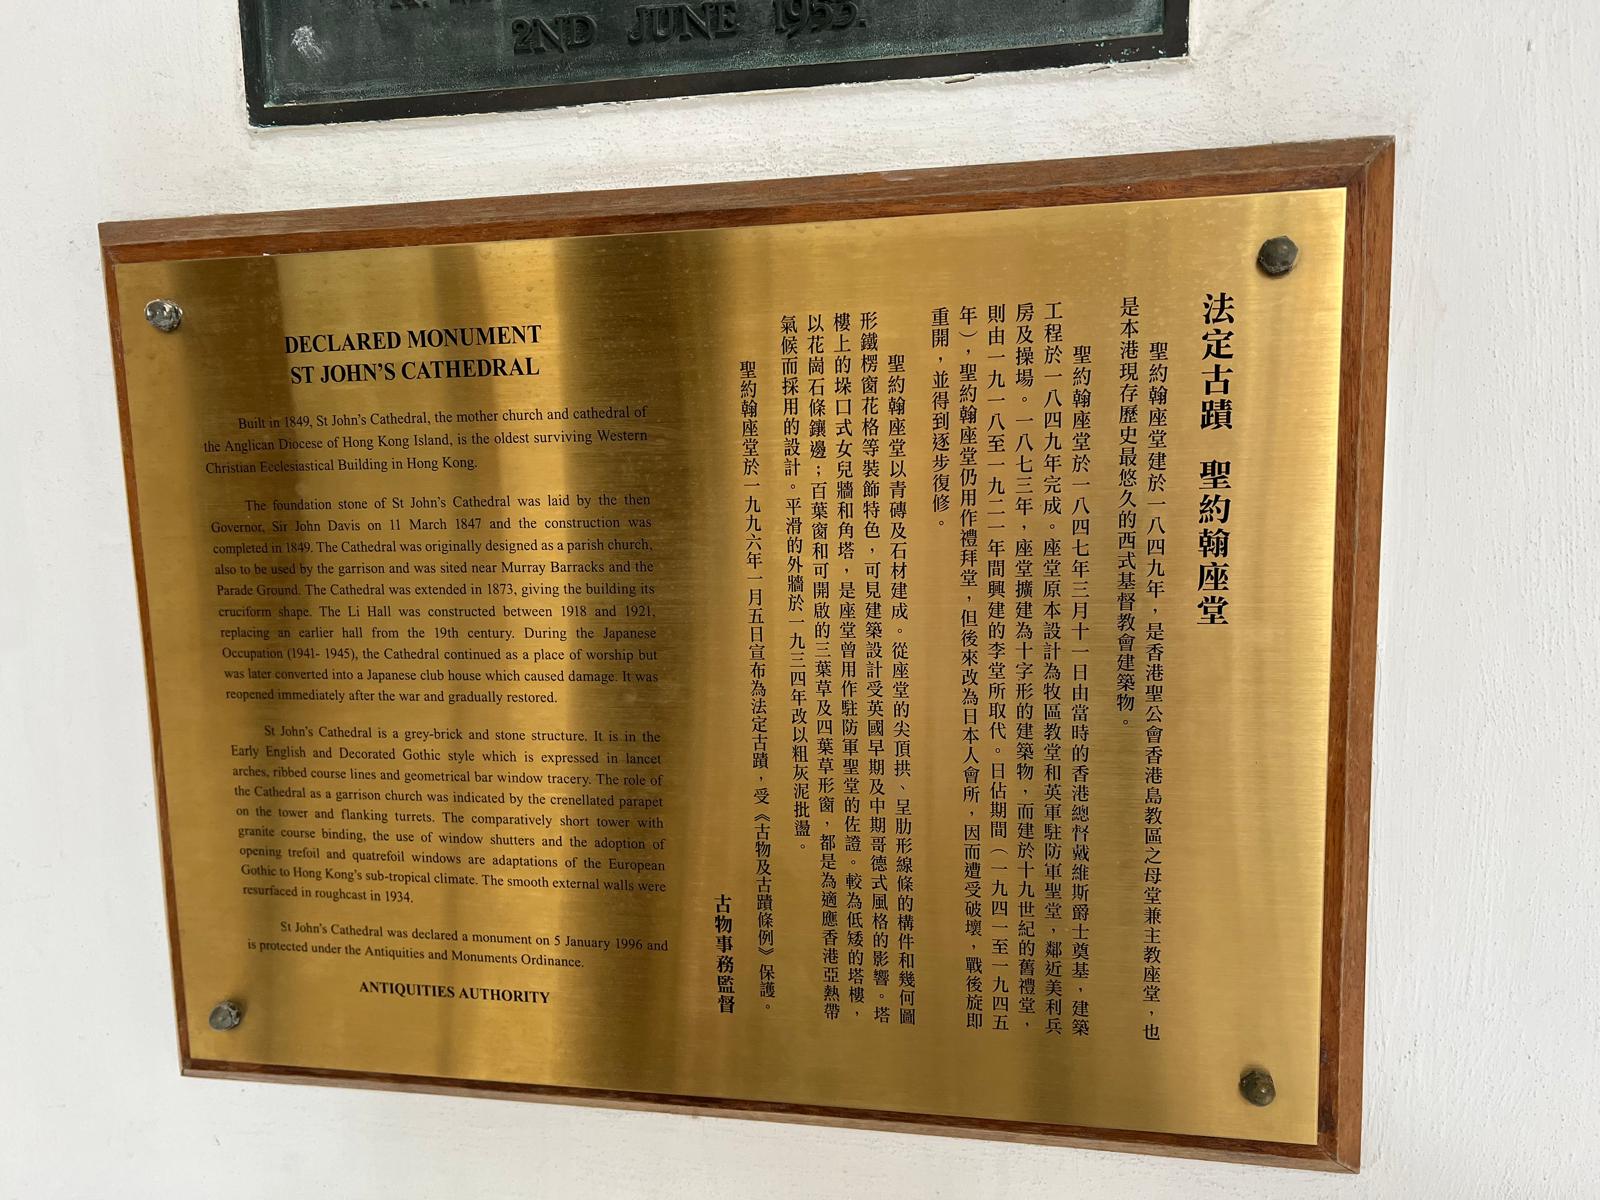 2ND JUNE 1953.
DECLARED MONUMENT
ST JOHN'S CATHEDRAL
Built in 1849, St John's Cathedral, the mother church and cathedral of
the Anglican Diocese of Hong Kong Island, is the oldest surviving Western
Christian Ecclesiastical Building in Hong Kong.
The foundation stone of St John's Cathedral was laid by the then
Governor, Sir John Davis on 11 March 1847 and the construction was
completed in 1849. The Cathedral was originally designed as a parish church,
also to be used by the garrison and was sited near Murray Barracks and the
Parade Ground. The Cathedral was extended in 1873, giving the building its
cruciform shape. The Li Hall was constructed between 1918 and 1921,
replacing an earlier hall from the 19th century. During the Japanese
Occupation (1941- 1945), the Cathedral continued as a place of worship but
was later converted into a Japanese club house which caused damage. It was
reopened immediately after the war and gradually restored.
St John's Cathedral is a grey-brick and stone structure. It is in the
Early English and Decorated Gothic style which is expressed in lancet
arches, ribbed course lines and geometrical bar window tracery. The role of
the Cathedral as a garrison church was indicated by the crenellated parapet
on the tower and flanking turrets. The comparatively short tower with
granite course binding, the use of window shutters and the adoption of
opening trefoil and quatrefoil windows are adaptations of the European
Gothic to Hong Kong's sub-tropical climate. The smooth external walls were
resurfaced in roughcast in 1934.
St John's Cathedral was declared a monument on 5 January 1996 and
is protected under the Antiquities and Monuments Ordinance.
ANTIQUITIES AUTHORITY
法定古蹟 聖約翰座堂
聖約翰座堂建於一八四九年，是香港聖公會香港島教區之母堂兼主教座堂，也
是本港現存歷史最悠久的西式基督教會建築物。
聖約翰座堂於一八四七年三月十一日由當時的香港總督戴維斯爵士奠基，建築
工程於一八四九年完成。座堂原本設計為牧區教堂和英軍駐防軍聖堂，鄰近美利兵
房及操場。一八七三年，座堂擴建為十字形的建築物，而建於十九世紀的舊禮堂，
則由一九一八至一九二一年間興建的李堂所取代。日佔期間（一九四一至一九四五
年），聖約翰座堂仍用作禮拜堂，但後來改為日本人會所，因而遭受破壞，戰後旋即
重開，並得到逐步復修。
聖約翰座堂以青磚及石材建成。從座堂的尖頂拱、呈肋形線條的構件和幾何圖
形鐵楞窗花格等裝飾特色，可見建築設計受英國早期及中期哥德式風格的影響。塔
樓上的垛口式女兒牆和角塔，是座堂曾用作駐防軍聖堂的佐證。較為低矮的塔樓，
以花崗石條鑲邊；百葉窗和可開啟的三葉草及四葉草形窗，都是為適應香港亞熱帶
氣候而採用的設計。平滑的外牆於一九三四年改以粗灰泥批盪。
聖約翰座堂於一九九六年一月五日宣布為法定古蹟，受《古物及古蹟條例》保護。
古物事務監督